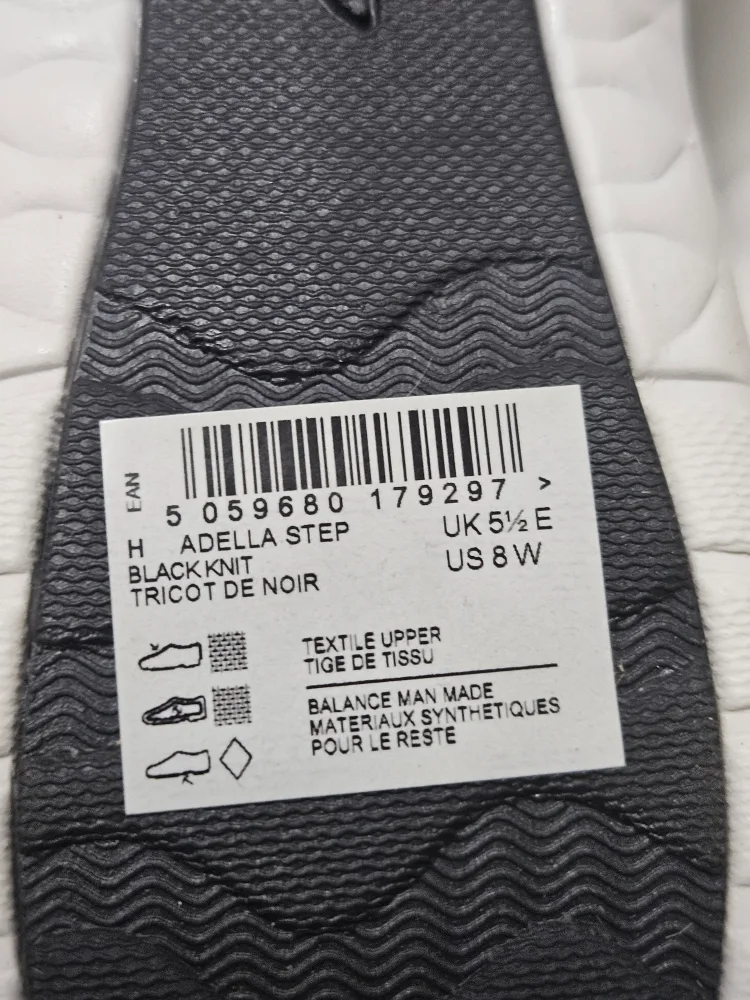 EAN
5 059680 179297 >
H ADELLA STEP UK 5½ E
BLACK KNIT US 8 W
TRICOT DE NOIR
TEXTILE UPPER
TIGE DE TISSU
BALANCE MAN MADE
MATERIAUX SYNTHETIQUES
POUR LE RESTE